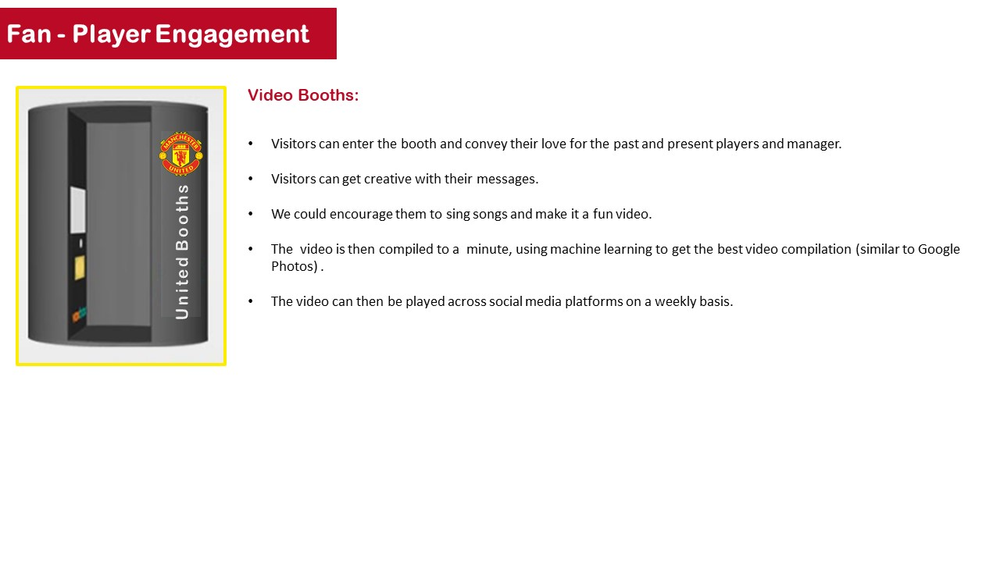 Fan - Player Engagement
Video Booths:
• Visitors can enter the booth and convey their love for the past and present players and manager.
• Visitors can get creative with their messages.
• We could encourage them to sing songs and make it a fun video.
• The  video is then compiled to a  minute, using machine learning to get the best video compilation (similar to Google
Photos) .
• The video can then be played across social media platforms on a weekly basis.
MANCHESTER
UNITED
United Booths